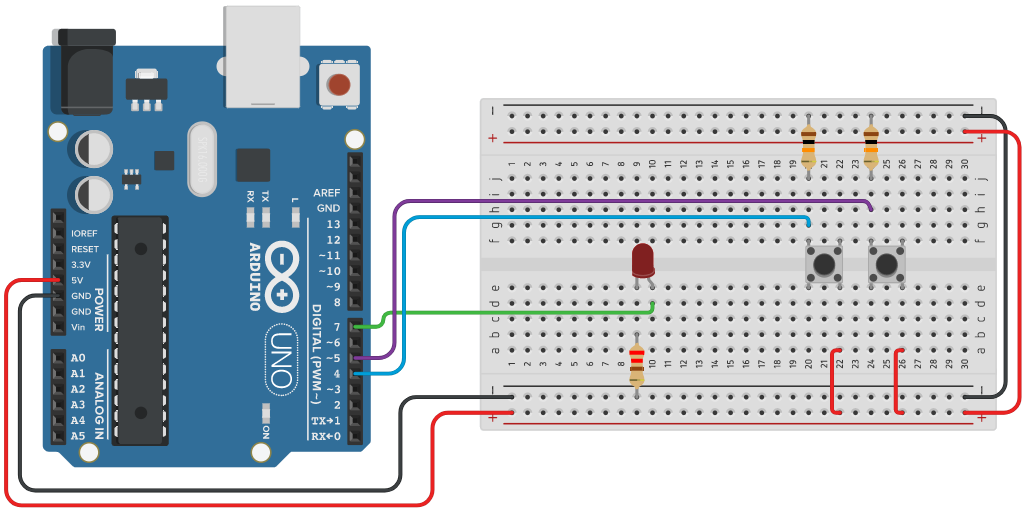 IOREF
RESET
3.3V
5V
GND
GND
Vin
POWER
A0
A1
A2
A3
A4
A5
ANALOG IN
RX
TX
L
ARDUINO
UNO
ON
AREF
GND
13
12
~11
~10
~9
8
7
~6
~5
4
~3
2
TX→1
RX←0
DIGITAL (PWM~)
- -
+ +
1 2 3 4 5 6 7 8 9 10 11 12 13 14 15 16 17 18 19 20 21 22 23 24 25 26 27 28 29 30
j j
i i
h h
g g
f f
e e
d d
c c
b b
a a
1 2 3 4 5 6 7 8 9 10 11 12 13 14 15 16 17 18 19 20 21 22 23 24 25 26 27 28 29 30
- -
+ +